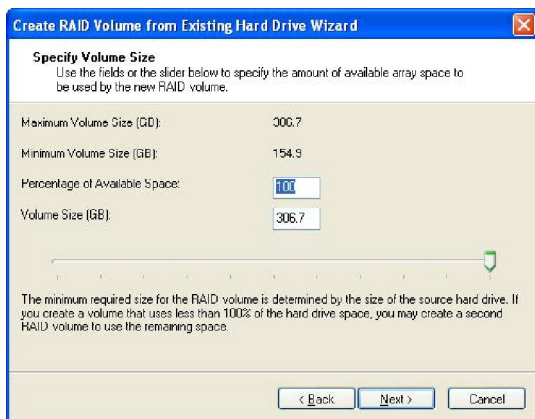 Create RAID Volume from Existing Hard Drive Wizard
Specify Volume Size
Use the fields or the slider below to specify the amount of available array space to
be used by the new RAID volume.
Maximum Volume Size (GB): 306.7
Minimum Volume Size (GB): 154.9
Percentage of Available Space: 100
Volume Size (GB): 306.7
The minimum required size for the RAID volume is determined by the size of the source hard drive. If
you create a volume that uses less than 100% of the hard drive space, you may create a second
RAID volume to use the remaining space.
< Back Next > Cancel